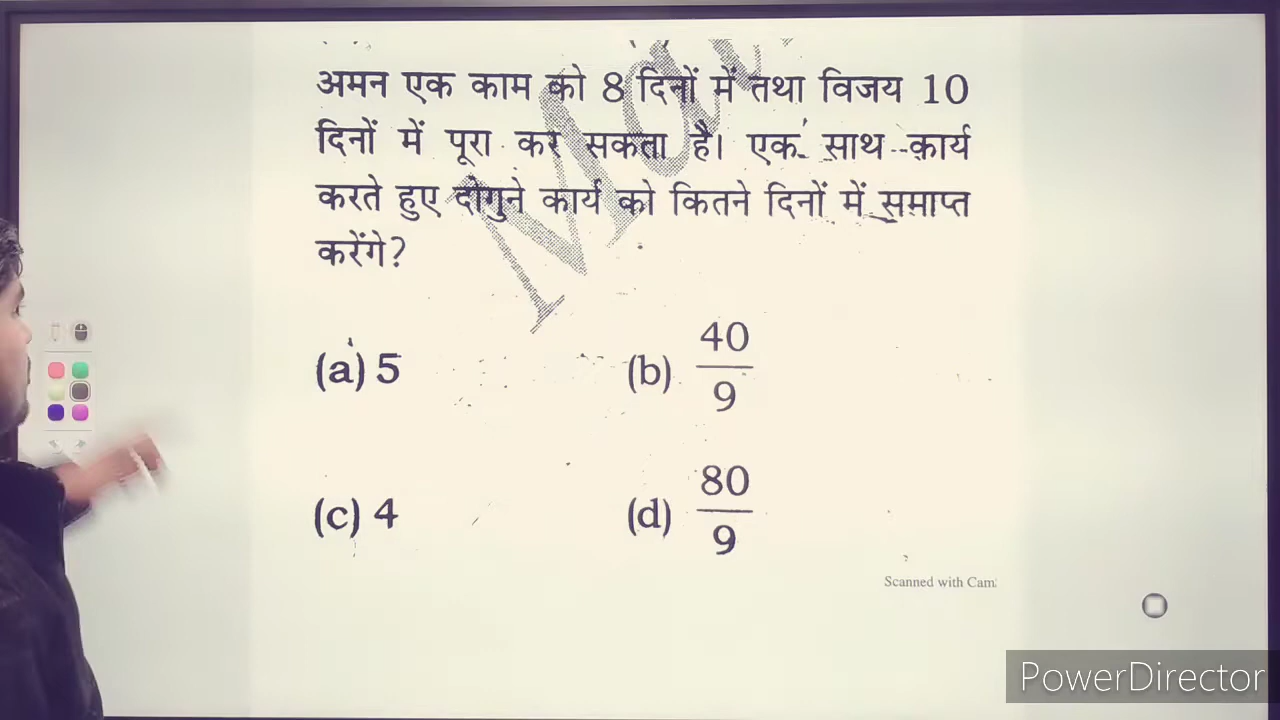 अमन एक काम को 8 दिनों में तथा विजय 10
दिनों में पूरा कर सकता है। एक साथ कार्य
करते हुए दोगुने कार्य को कितने दिनों में समाप्त
करेंगे?
(a) 5 (b) 40/9
(c) 4 (d) 80/9
Scanned with Cam
PowerDirector